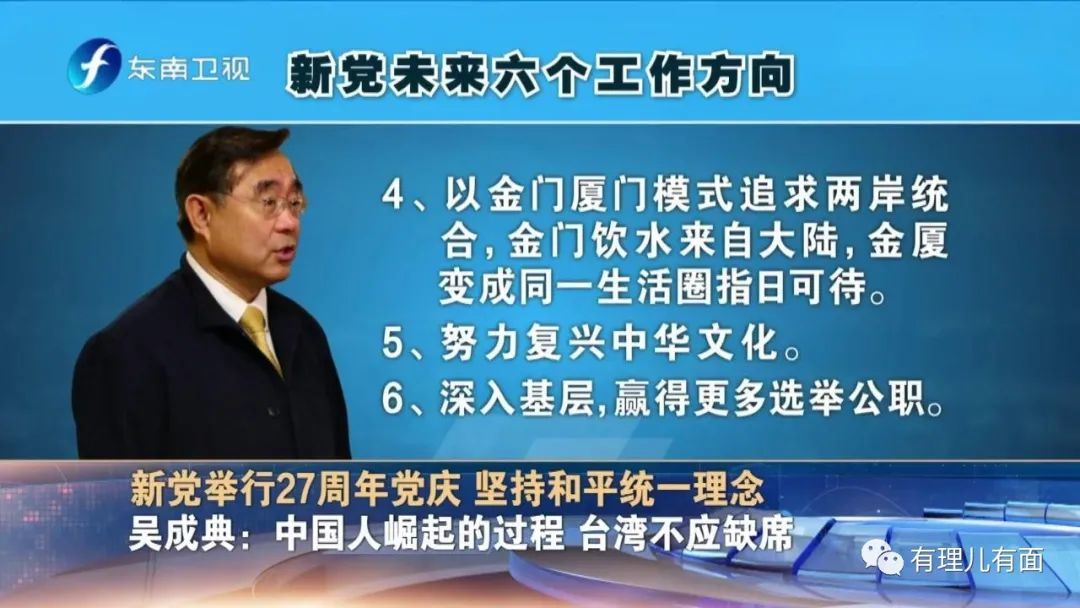 东南卫视
新党未来六个工作方向
4、以金门厦门模式追求两岸统
合,金门饮水来自大陆,金厦
变成同一生活圈指日可待。
5、努力复兴中华文化。
6、深入基层,赢得更多选举公职。
新党举行27周年党庆 坚持和平统一理念
吴成典：中国人崛起的过程 台湾不应缺席
有理儿有面